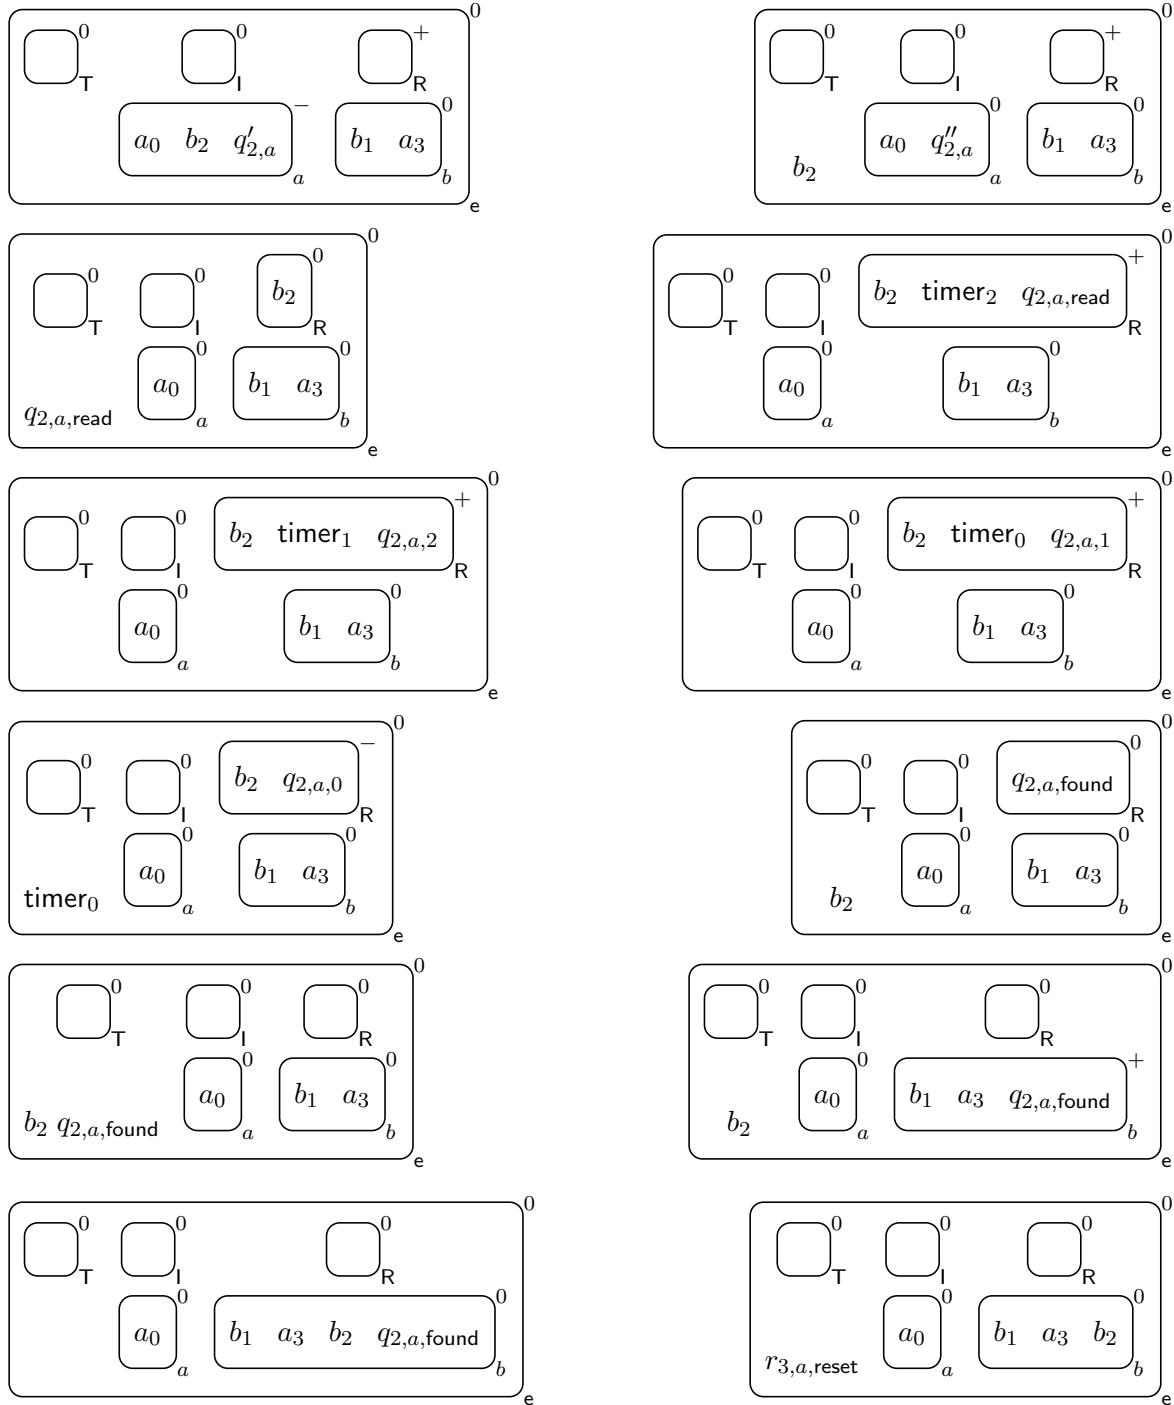 0
0 0 +
T I R
− 0
a₀ b₂ q′₂,ₐ b₁ a₃
a b
e
0
0 0 +
T I R
0 0
a₀ q″₂,ₐ b₁ a₃
b₂ a b
e
0
0 0 0
b₂
T I R
0 0
a₀ b₁ a₃
q₂,ₐ,read a b
e
0
0 0 +
b₂ timer₂ q₂,ₐ,read
T I R
0 0
a₀ b₁ a₃
a b
e
0
0 0 +
b₂ timer₁ q₂,ₐ,₂
T I R
0 0
a₀ b₁ a₃
a b
e
0
0 0 +
b₂ timer₀ q₂,ₐ,₁
T I R
0 0
a₀ b₁ a₃
a b
e
0
0 0 −
b₂ q₂,ₐ,₀
T I R
0 0
a₀ b₁ a₃
timer₀ a b
e
0
0 0 0
q₂,ₐ,found
T I R
0 0
a₀ b₁ a₃
b₂ a b
e
0
0 0 0
T I R
0 0
a₀ b₁ a₃
b₂ q₂,ₐ,found a b
e
0
0 0 0
T I R
0 +
a₀ b₁ a₃ q₂,ₐ,found
b₂ a b
e
0
0 0 0
T I R
0 0
a₀ b₁ a₃ b₂ q₂,ₐ,found
a b
e
0
0 0 0
T I R
0 0
a₀ b₁ a₃ b₂
r₃,ₐ,reset a b
e